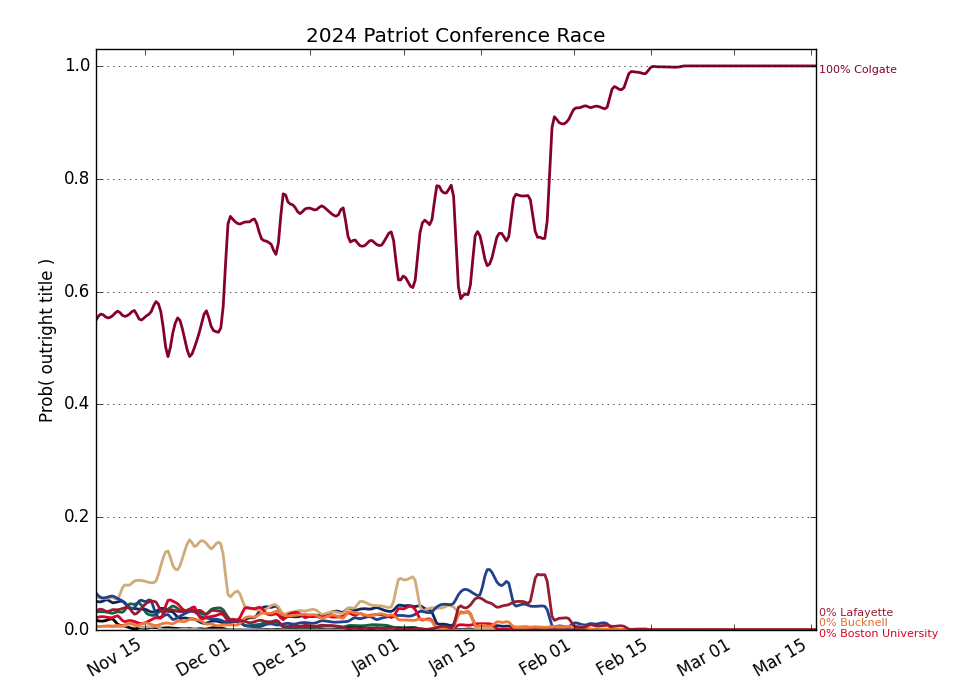 2024 Patriot Conference Race
Prob( outright title )
1.0
0.8
0.6
0.4
0.2
0.0
Nov 15
Dec 01
Dec 15
Jan 01
Jan 15
Feb 01
Feb 15
Mar 01
Mar 15
100% Colgate
0% Lafayette
0% Bucknell
0% Boston University